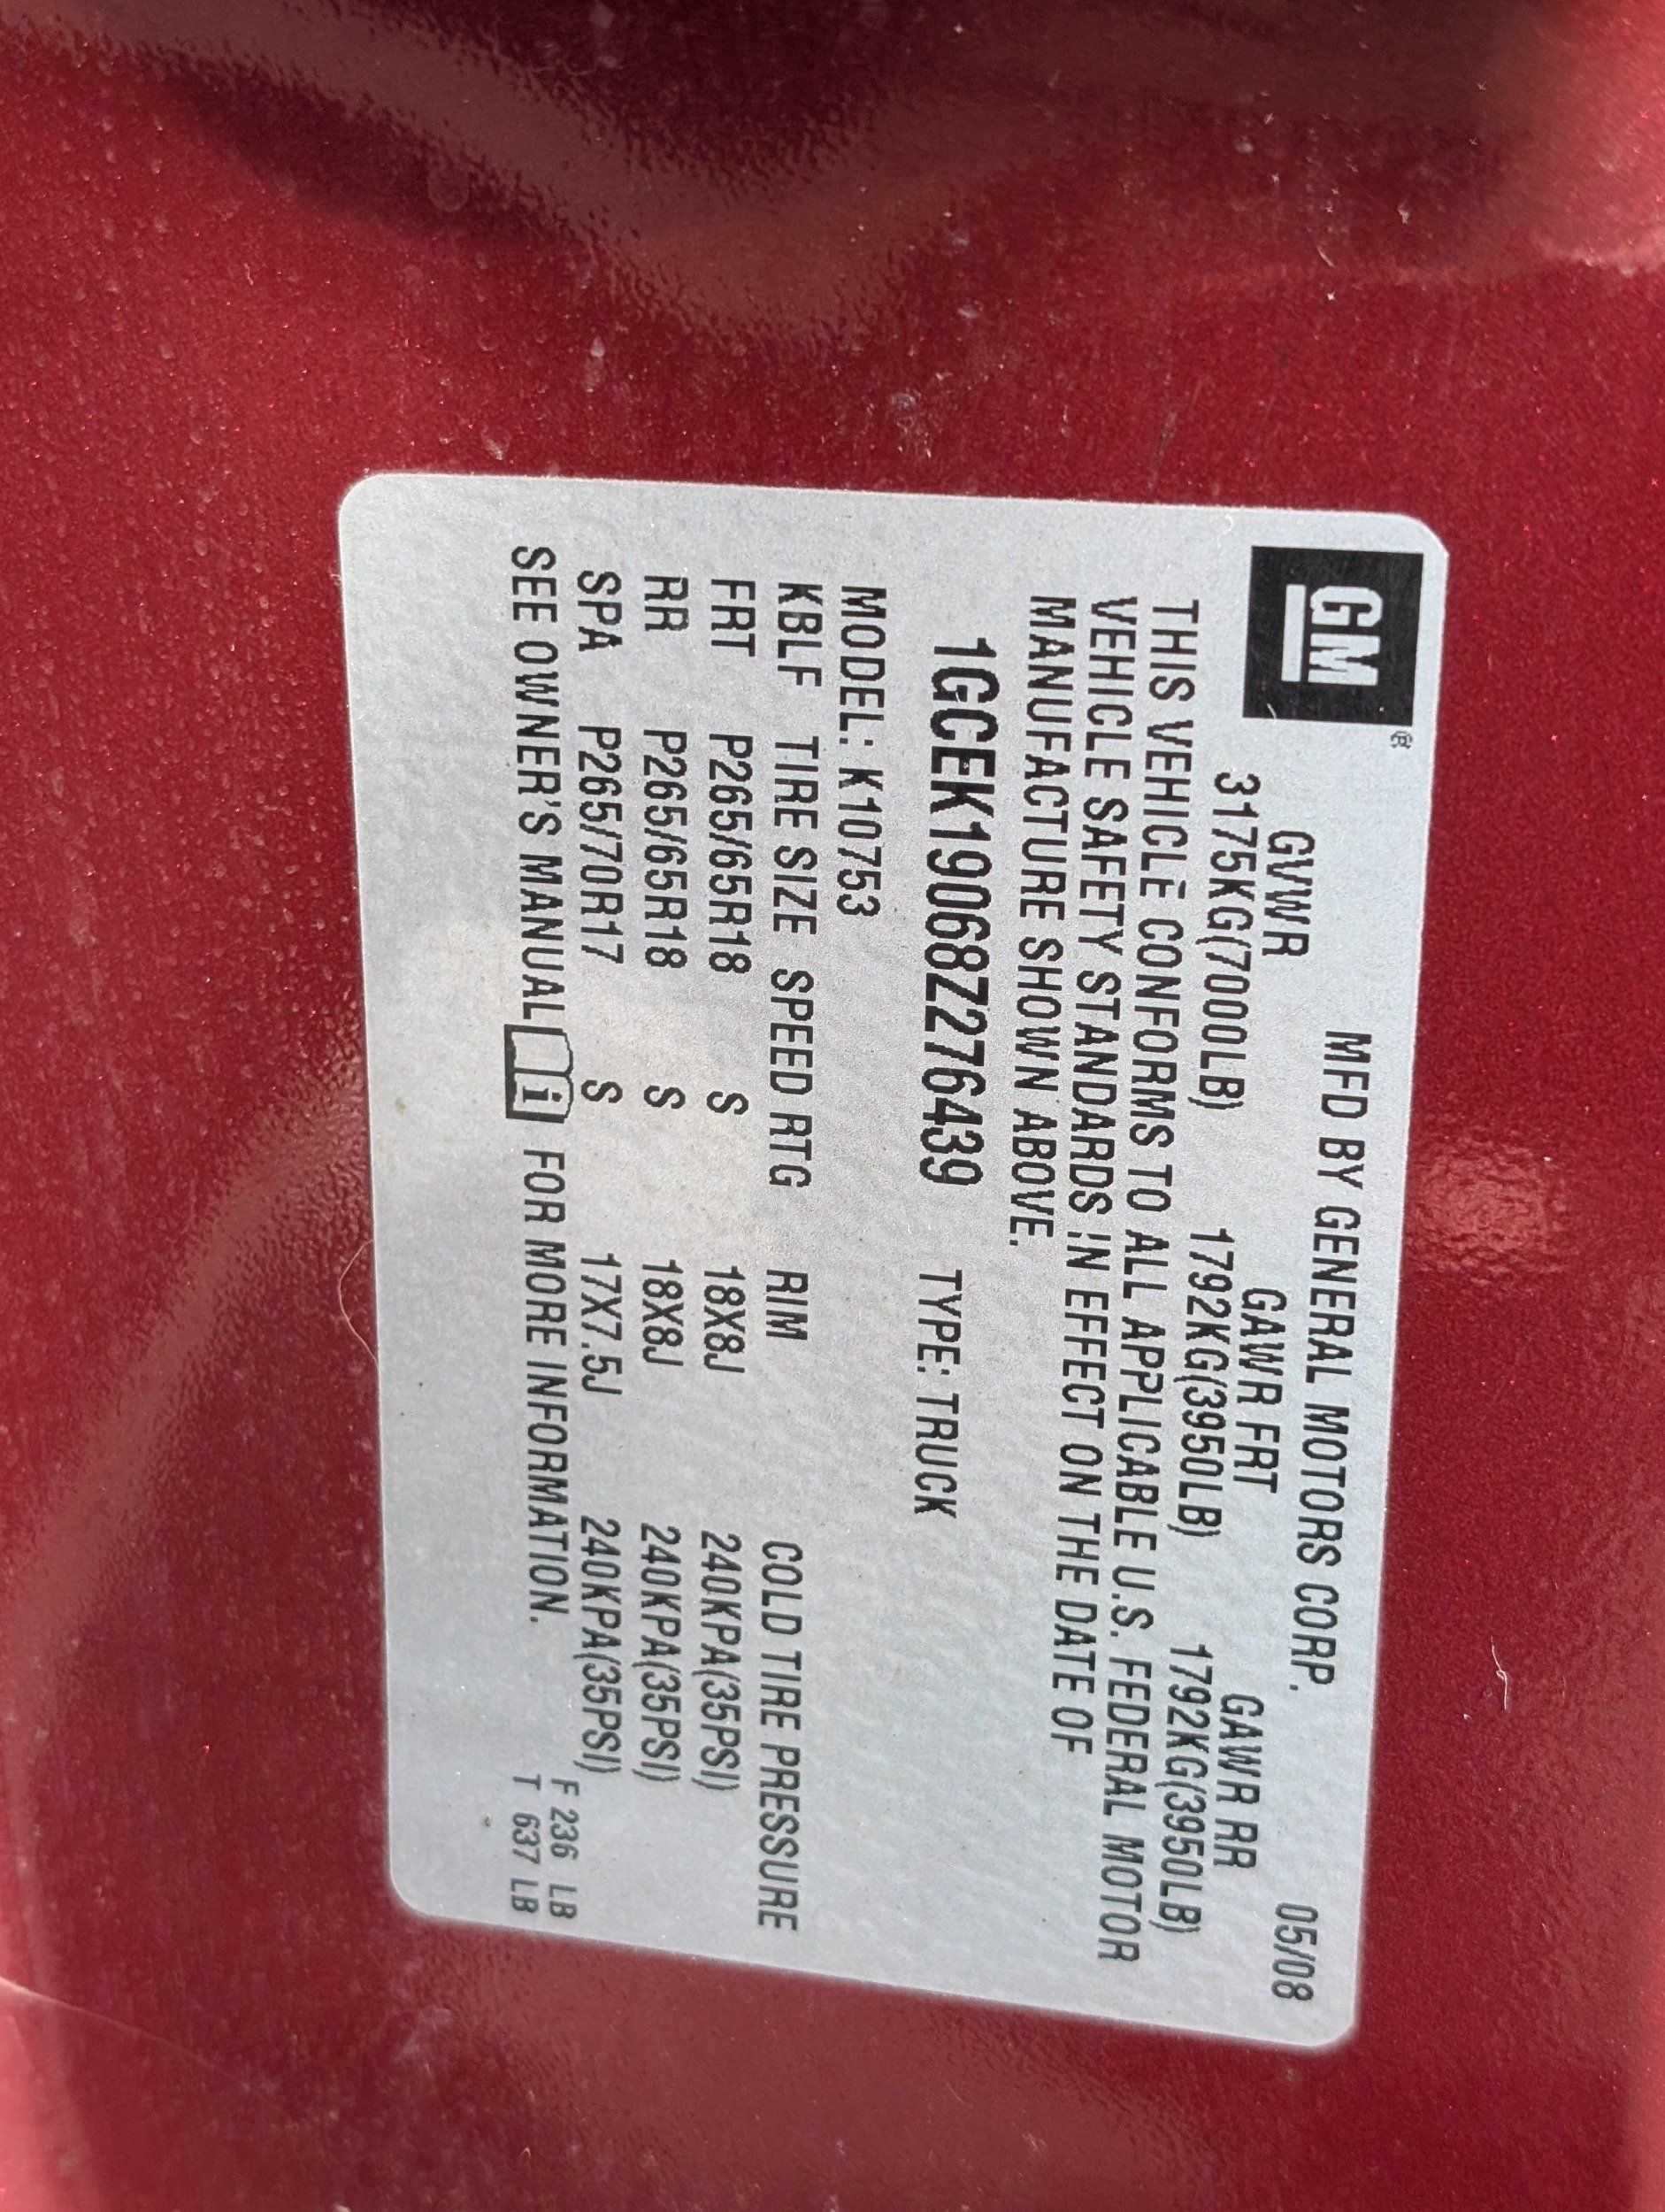 GM ®
MFD BY GENERAL MOTORS CORP. 05/08
GVWR GAWR FRT GAWR RR
3175KG(7000LB) 1792KG(3950LB) 1792KG(3950LB)
THIS VEHICLE CONFORMS TO ALL APPLICABLE U.S. FEDERAL MOTOR
VEHICLE SAFETY STANDARDS IN EFFECT ON THE DATE OF
MANUFACTURE SHOWN ABOVE.
1GCEK19068Z276439 TYPE: TRUCK
MODEL: K10753
KBLF TIRE SIZE SPEED RTG RIM COLD TIRE PRESSURE
FRT P265/65R18 S 18X8J 240KPA(35PSI)
RR P265/65R18 S 18X8J 240KPA(35PSI)
SPA P265/70R17 S 17X7.5J 240KPA(35PSI)
SEE OWNER'S MANUAL i FOR MORE INFORMATION.
F 236 LB
T 637 LB